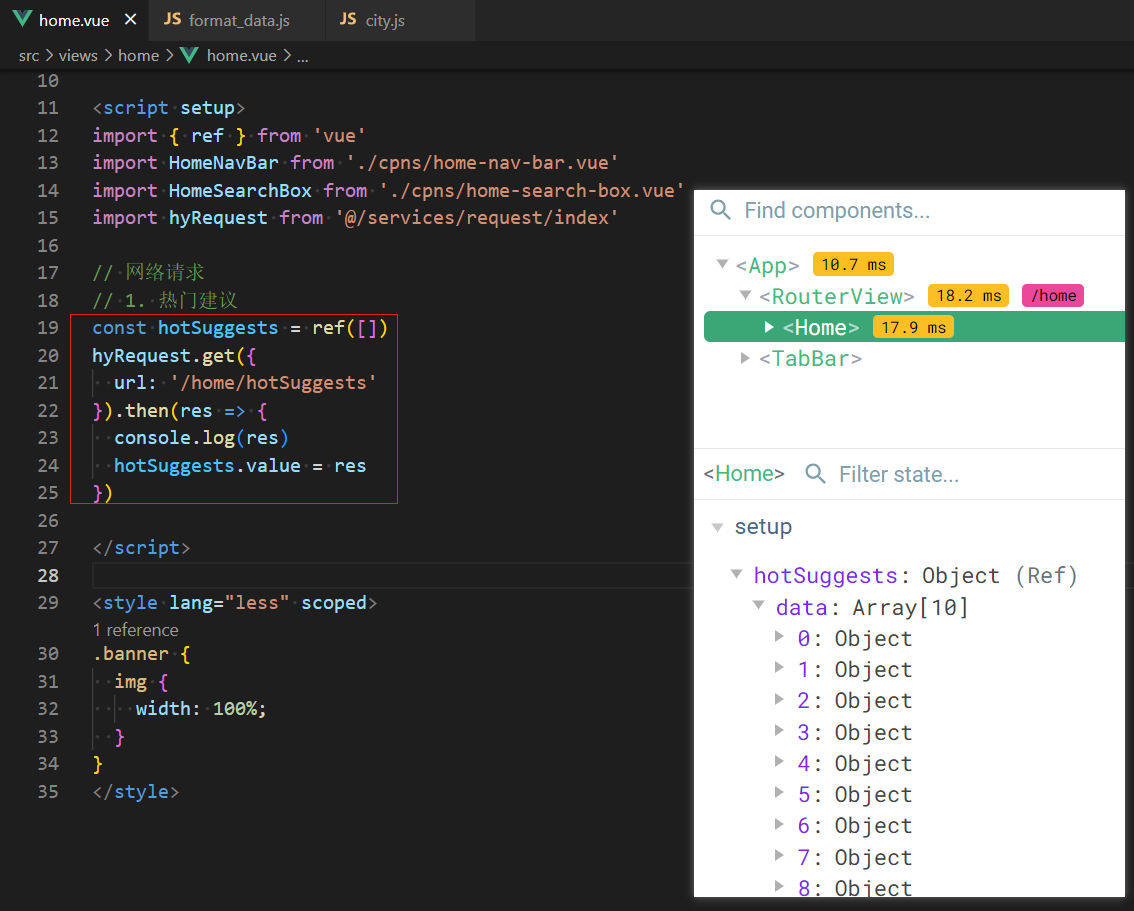 home.vue ×
JS format_data.js
JS city.js
src > views > home > home.vue > ...
10
11 <script setup>
12 import { ref } from 'vue'
13 import HomeNavBar from './cpns/home-nav-bar.vue'
14 import HomeSearchBox from './cpns/home-search-box.vue'
15 import hyRequest from '@/services/request/index'
16
17 // 网络请求
18 // 1. 热门建议
19 const hotSuggests = ref([])
20 hyRequest.get({
21   url: '/home/hotSuggests'
22 }).then(res => {
23   console.log(res)
24   hotSuggests.value = res
25 })
26
27 </script>
28
29 <style lang="less" scoped>
1 reference
30 .banner {
31   img {
32     width: 100%;
33   }
34 }
35 </style>
Find components...
<App> 10.7 ms
<RouterView> 18.2 ms /home
<Home> 17.9 ms
<TabBar>
<Home> Filter state...
setup
hotSuggests: Object (Ref)
data: Array[10]
0: Object
1: Object
2: Object
3: Object
4: Object
5: Object
6: Object
7: Object
8: Object